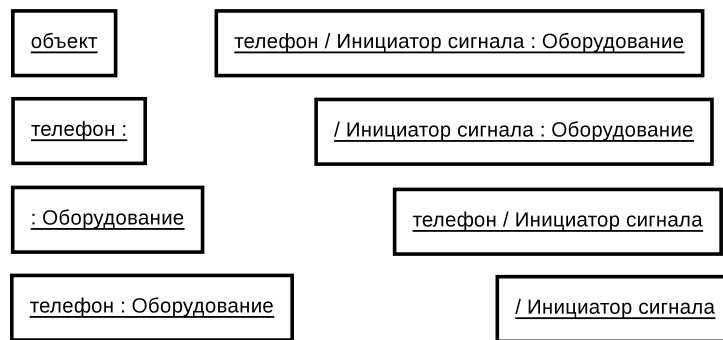 объект
телефон / Инициатор сигнала : Оборудование
телефон :
/ Инициатор сигнала : Оборудование
: Оборудование
телефон / Инициатор сигнала
телефон : Оборудование
/ Инициатор сигнала